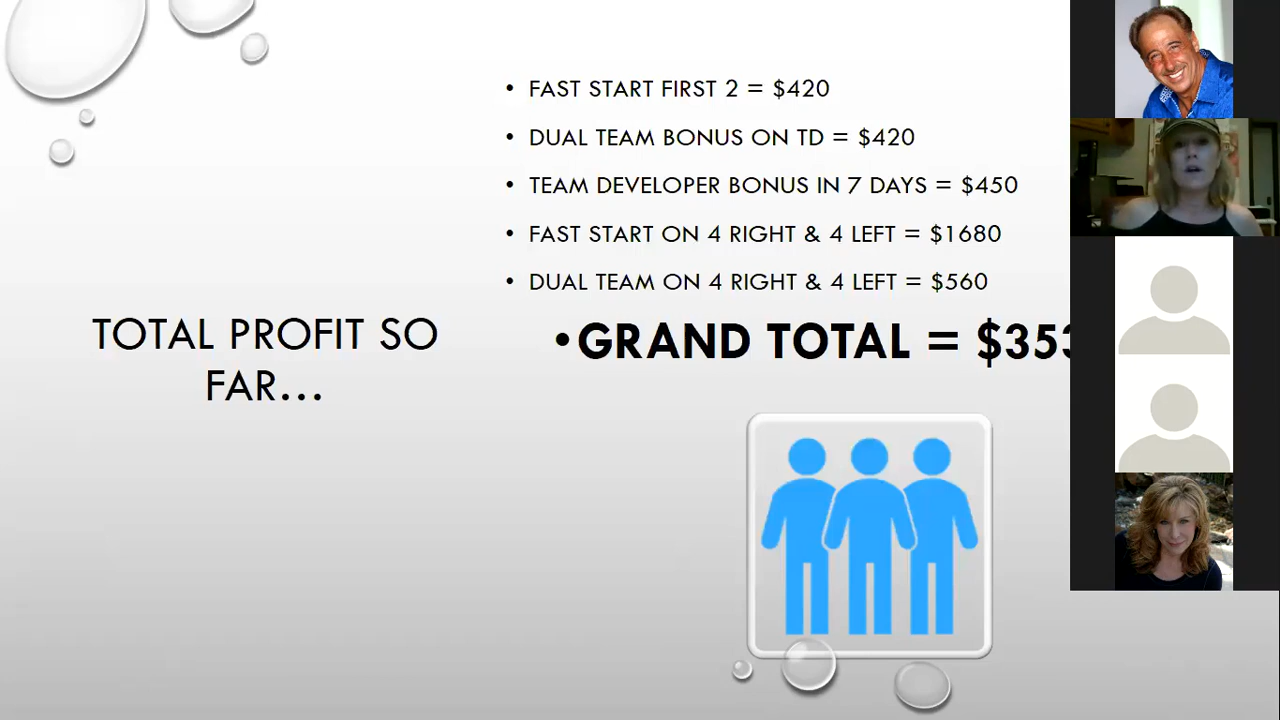 FAST START FIRST 2 = $420
DUAL TEAM BONUS ON TD = $420
TEAM DEVELOPER BONUS IN 7 DAYS = $450
FAST START ON 4 RIGHT & 4 LEFT = $1680
DUAL TEAM ON 4 RIGHT & 4 LEFT = $560
GRAND TOTAL =
TOTAL PROFIT SO
FAR...